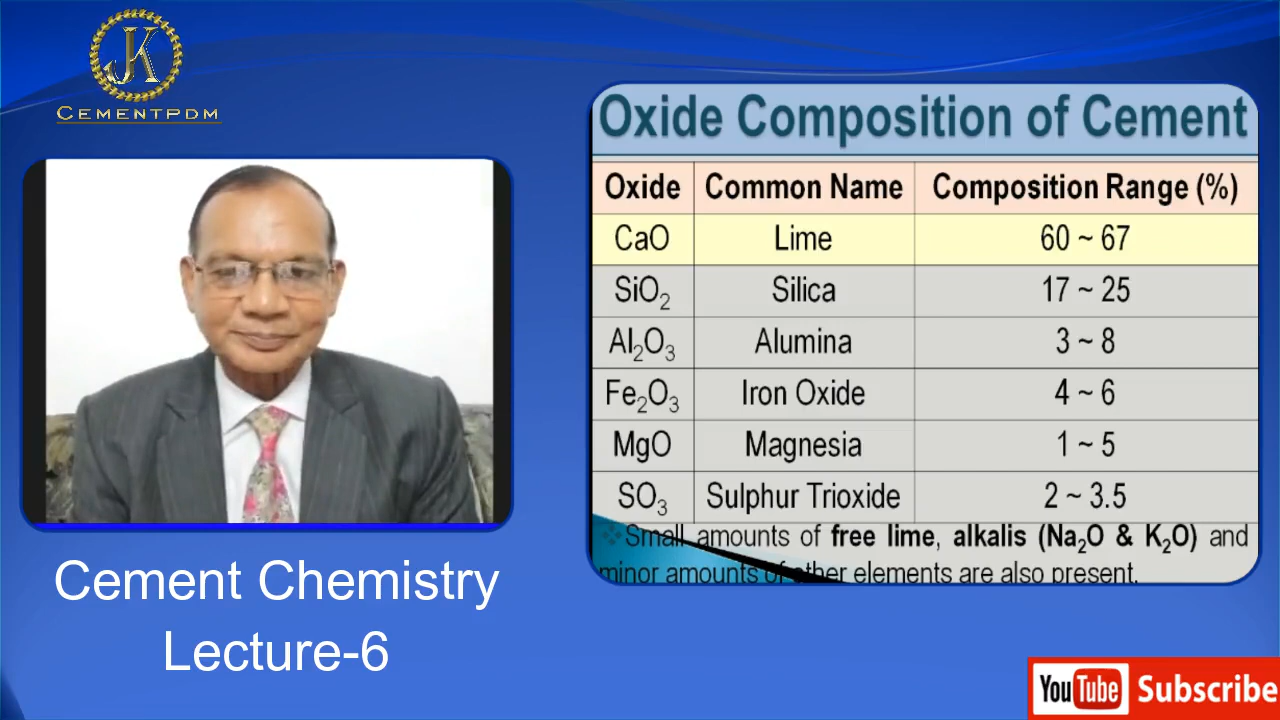 JK
CEMENTPDM
Oxide Composition of Cement
Oxide Common Name Composition Range (%)
CaO Lime 60 ~ 67
SiO₂ Silica 17 ~ 25
Al₂O₃ Alumina 3 ~ 8
Fe₂O₃ Iron Oxide 4 ~ 6
MgO Magnesia 1 ~ 5
SO₃ Sulphur Trioxide 2 ~ 3.5
❖Small amounts of free lime, alkalis (Na₂O & K₂O) and
minor amounts of other elements are also present.
Cement Chemistry
Lecture-6
YouTube Subscribe